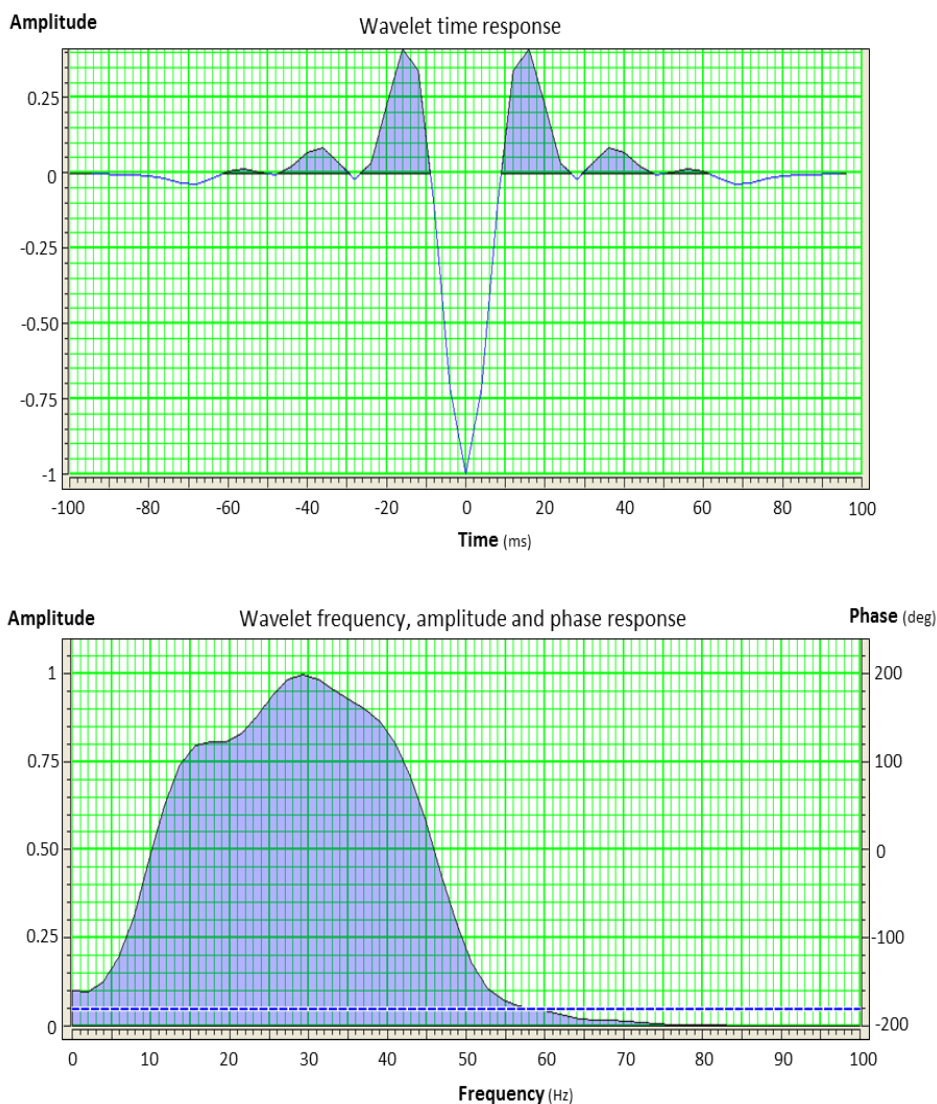 Amplitude
Wavelet time response
0.25
0
-0.25
-0.50
-0.75
-1
-100 -80 -60 -40 -20 0 20 40 60 80 100
Time (ms)
Amplitude Wavelet frequency, amplitude and phase response Phase (deg)
1 200
0.75 100
0.50 0
0.25 -100
0 -200
0 10 20 30 40 50 60 70 80 90 100
Frequency (Hz)